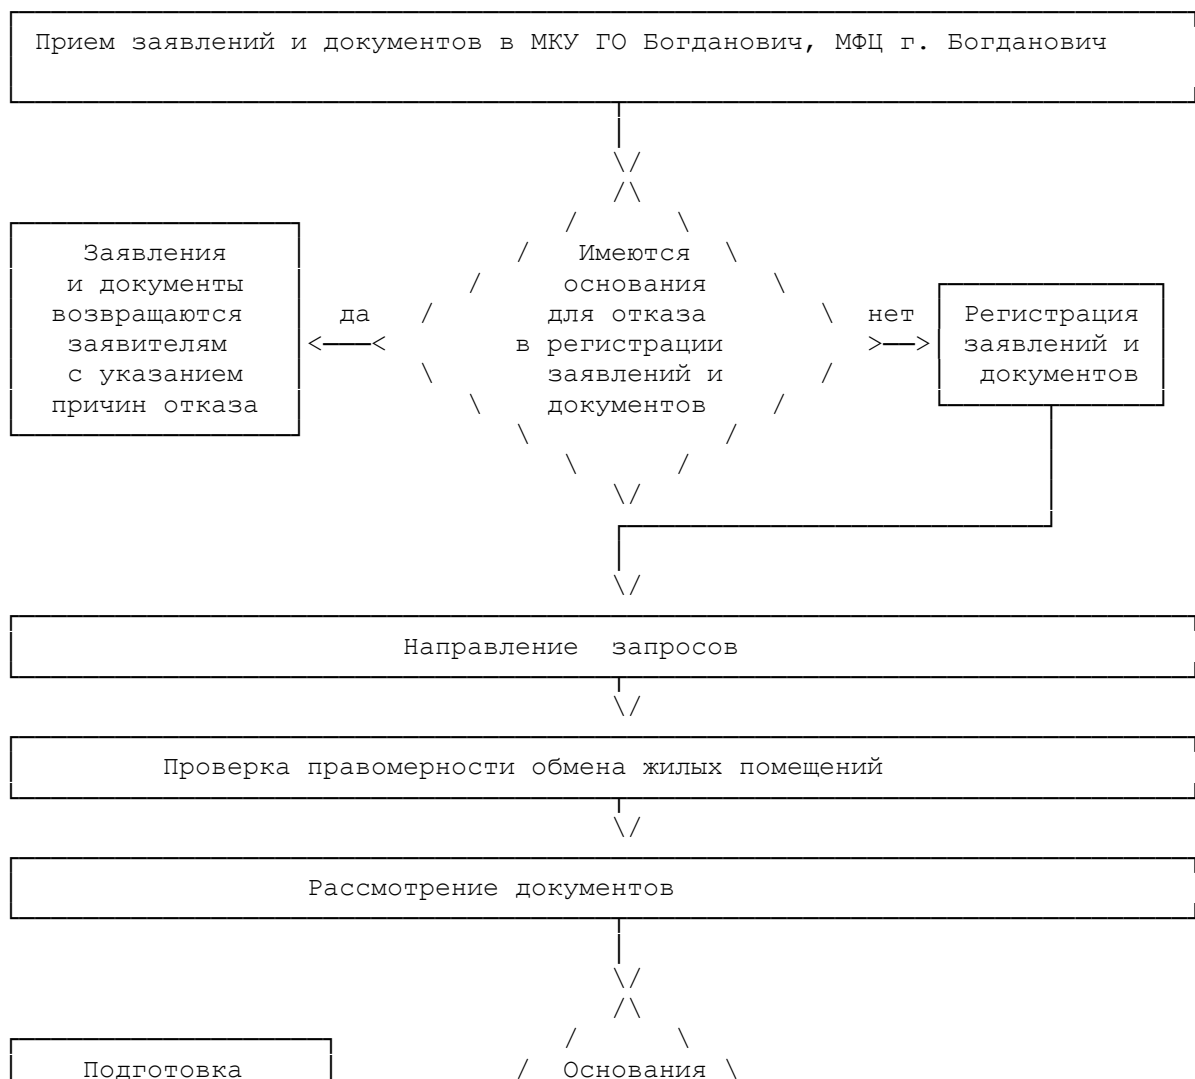 Прием заявлений и документов в МКУ ГО Богданович, МФЦ г. Богданович
Заявления
и документы
возвращаются
заявителям
с указанием
причин отказа
да
Имеются
основания
для отказа
в регистрации
заявлений и
документов
нет
Регистрация
заявлений и
документов
Направление запросов
Проверка правомерности обмена жилых помещений
Рассмотрение документов
Подготовка
Основания